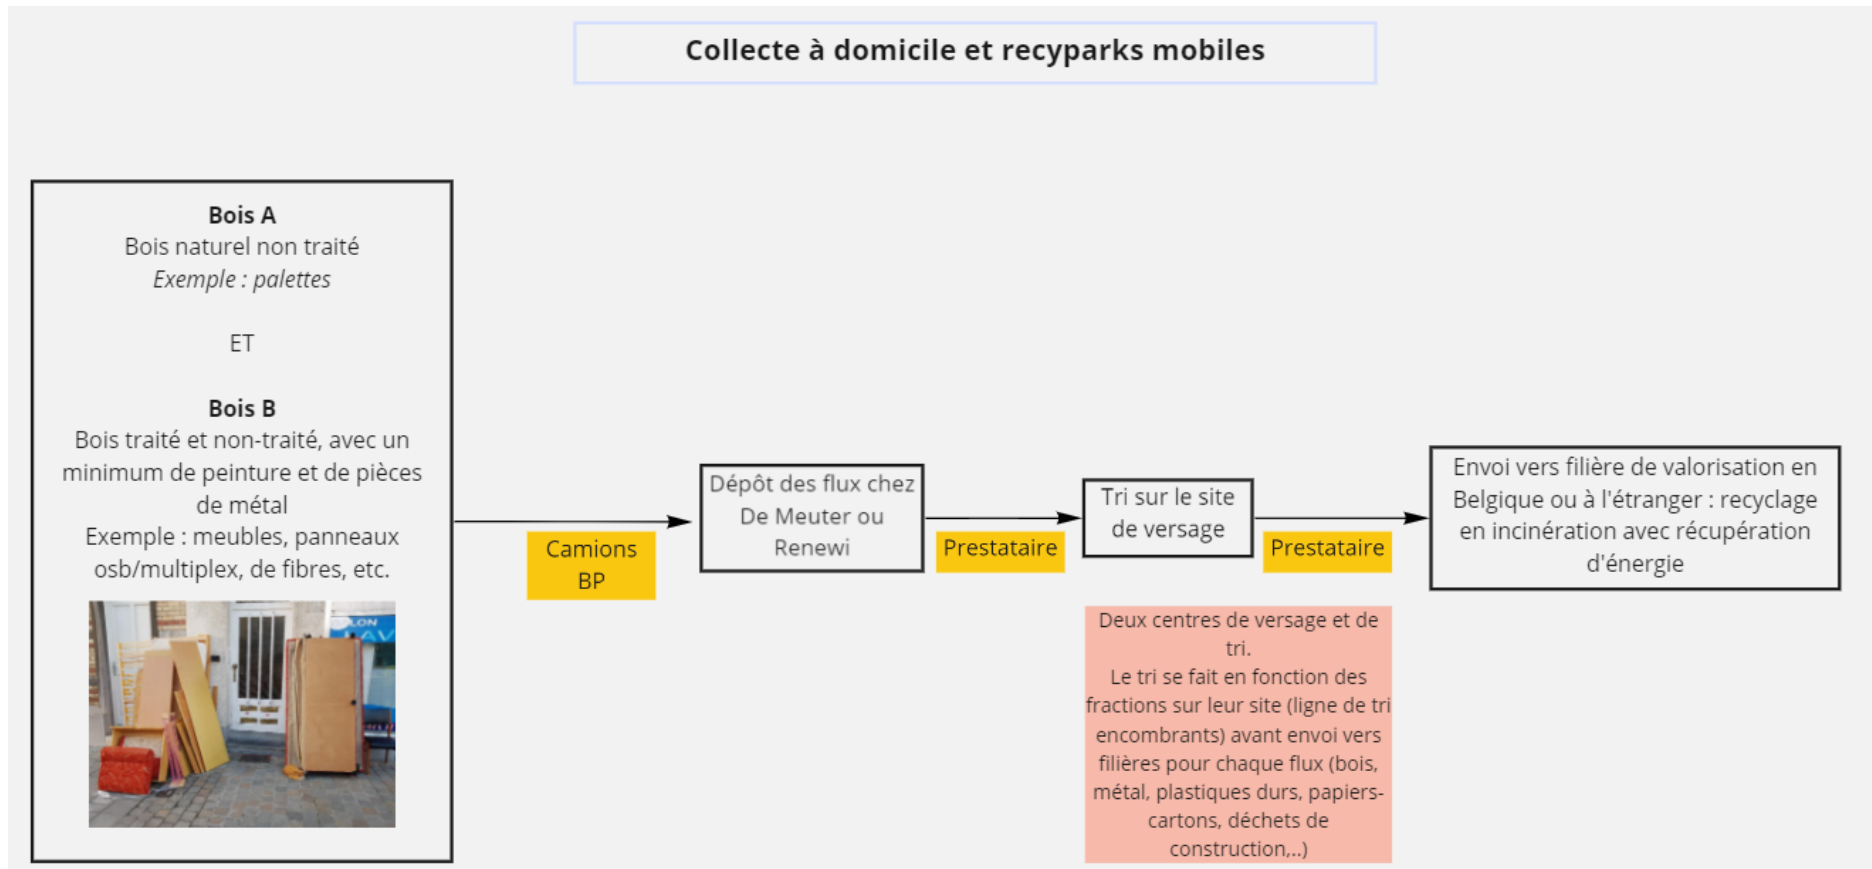 Collecte à domicile et recyparks mobiles
Bois A
Bois naturel non traité
Exemple : palettes
ET
Bois B
Bois traité et non-traité, avec un
minimum de peinture et de pièces
de métal
Exemple : meubles, panneaux
osb/multiplex, de fibres, etc.
LON
LAV
Camions
BP
Dépôt des flux chez
De Meuter ou
Renewi
Prestataire
Tri sur le site
de versage
Prestataire
Envoi vers filière de valorisation en
Belgique ou à l'étranger : recyclage
en incinération avec récupération
d'énergie
Deux centres de versage et de
tri.
Le tri se fait en fonction des
fractions sur leur site (ligne de tri
encombrants) avant envoi vers
filières pour chaque flux (bois,
métal, plastiques durs, papiers-
cartons, déchets de
construction,..)